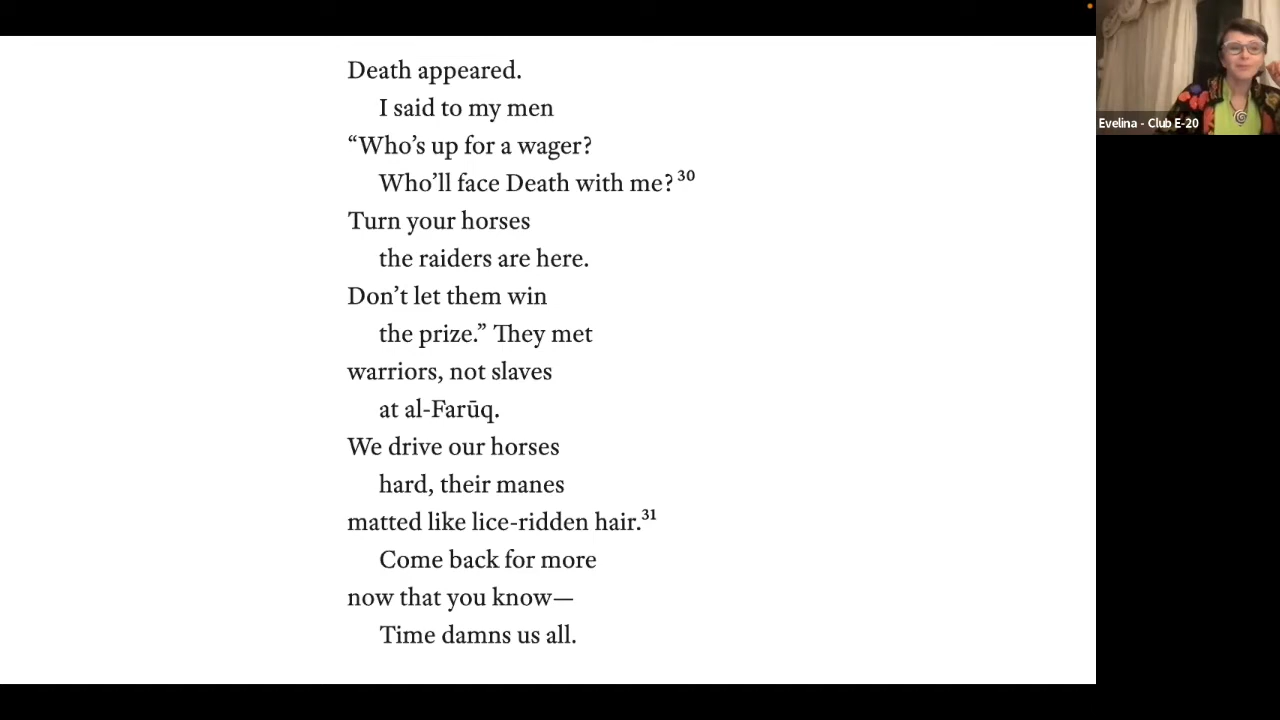 Death appeared.
I said to my men
“Who’s up for a wager?
Who’ll face Death with me?30
Turn your horses
the raiders are here.
Don’t let them win
the prize.” They met
warriors, not slaves
at al-Farūq.
We drive our horses
hard, their manes
matted like lice-ridden hair.31
Come back for more
now that you know—
Time damns us all.
Evelina - Club E-20